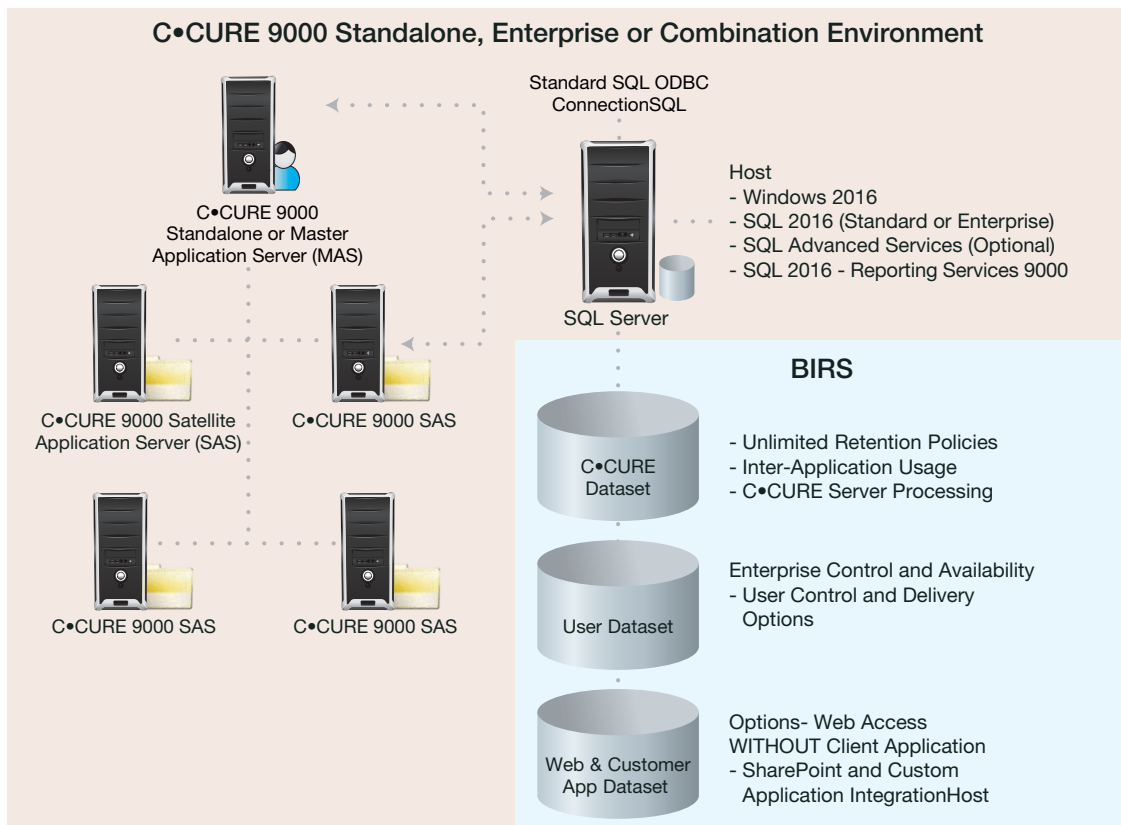 C•CURE 9000 Standalone, Enterprise or Combination Environment
Standard SQL ODBC
ConnectionSQL
C•CURE 9000
Standalone or Master
Application Server (MAS)
Host
- Windows 2016
- SQL 2016 (Standard or Enterprise)
- SQL Advanced Services (Optional)
- SQL 2016 - Reporting Services 9000
SQL Server
C•CURE 9000 Satellite
Application Server (SAS)
C•CURE 9000 SAS
C•CURE 9000 SAS
C•CURE 9000 SAS
BIRS
C•CURE
Dataset
- Unlimited Retention Policies
- Inter-Application Usage
- C•CURE Server Processing
User Dataset
Enterprise Control and Availability
- User Control and Delivery
Options
Web & Customer
App Dataset
Options- Web Access
WITHOUT Client Application
- SharePoint and Custom
Application IntegrationHost